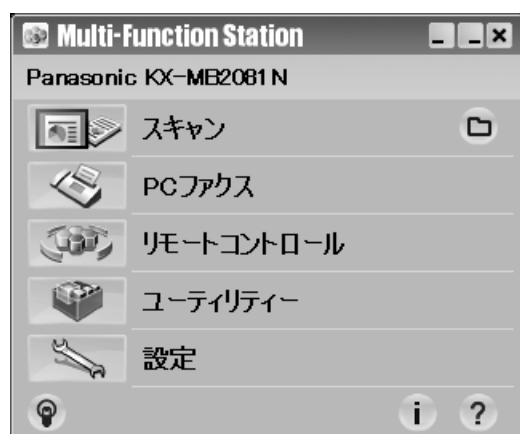 Multi-Function Station
Panasonic KX-MB2081N
スキャン
PCファクス
リモートコントロール
ユーティリティー
設定
i ?